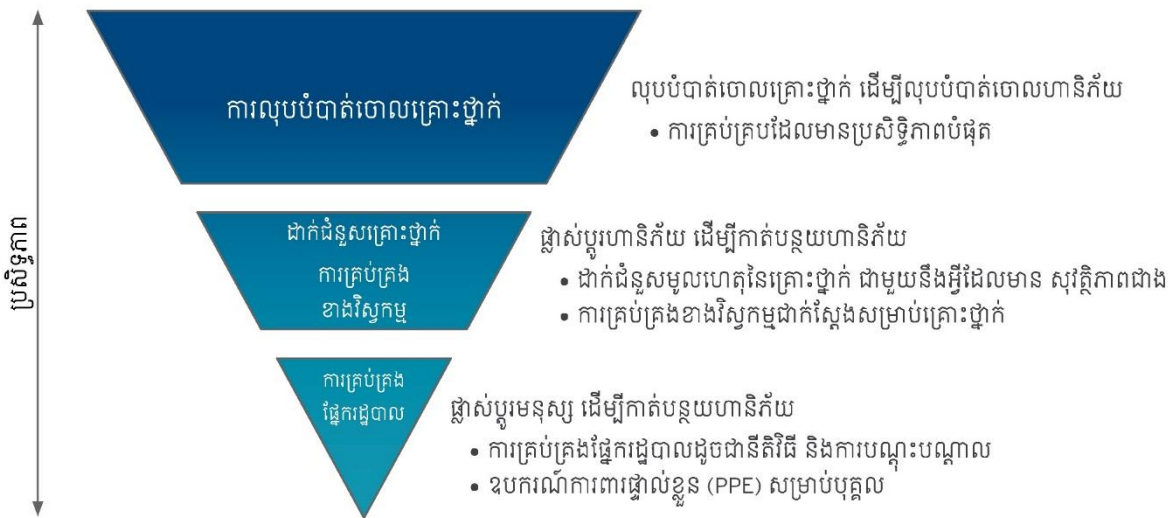 ប្រសិទ្ធភាព
ការលុបបំបាត់ចោលគ្រោះថ្នាក់
លុបបំបាត់ចោលគ្រោះថ្នាក់ ដើម្បីលុបបំបាត់ចោលហានិភ័យ
• ការគ្រប់គ្របដែលមានប្រសិទ្ធិភាពបំផុត
ដាក់ជំនួសគ្រោះថ្នាក់
ការគ្រប់គ្រង
ខាងវិស្វកម្ម
ផ្លាស់ប្តូរហានិភ័យ ដើម្បីកាត់បន្ថយហានិភ័យ
• ដាក់ជំនួសមូលហេតុនៃគ្រោះថ្នាក់ ជាមួយនឹងអ្វីដែលមាន សុវត្ថិភាពជាង
• ការគ្រប់គ្រងខាងវិស្វកម្មជាក់ស្តែងសម្រាប់គ្រោះថ្នាក់
ការគ្រប់គ្រង
ផ្នែករដ្ឋបាល
ផ្លាស់ប្តូរមនុស្ស ដើម្បីកាត់បន្ថយហានិភ័យ
• ការគ្រប់គ្រងផ្នែករដ្ឋបាលដូចជានីតិវិធី និងការបណ្តុះបណ្តាល
• ឧបករណ៍ការពារផ្ទាល់ខ្លួន (PPE) សម្រាប់បុគ្គល